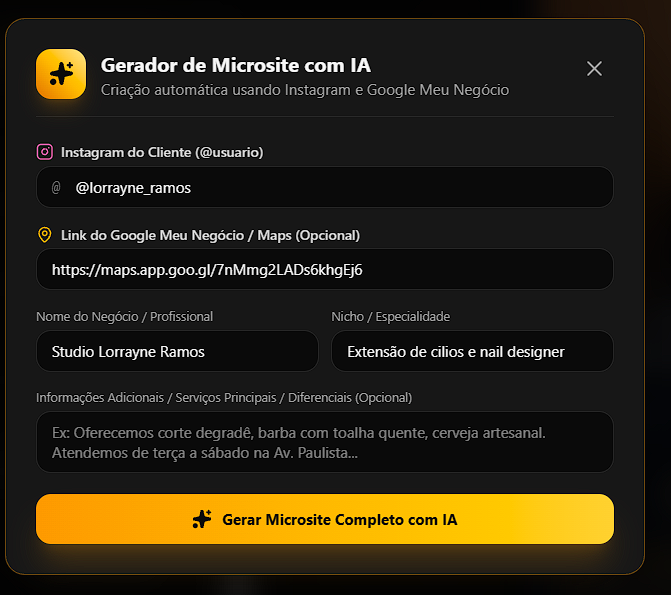 Gerador de Microsite com IA
Criação automática usando Instagram e Google Meu Negócio
Instagram do Cliente (@usuario)
@ @lorrayne_ramos
Link do Google Meu Negócio / Maps (Opcional)
https://maps.app.goo.gl/7nMmg2LADs6khgEj6
Nome do Negócio / Profissional
Nicho / Especialidade
Studio Lorrayne Ramos
Extensão de cilios e nail designer
Informações Adicionais / Serviços Principais / Diferenciais (Opcional)
Ex: Oferecemos corte degradê, barba com toalha quente, cerveja artesanal.
Atendemos de terça a sábado na Av. Paulista...
Gerar Microsite Completo com IA